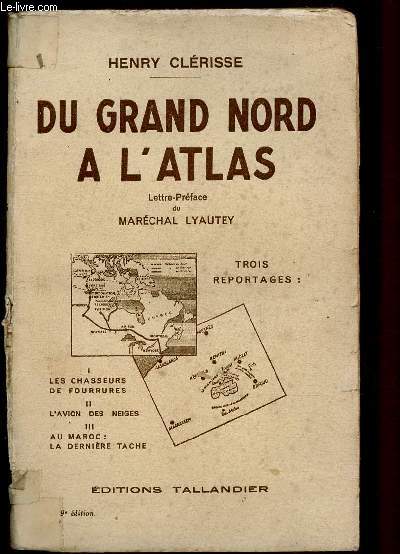 © Le-Livre.com
HENRY CLÉRISSE
DU GRAND NORD
A L'ATLAS
Lettre-Préface
du
MARÉCHAL LYAUTEY
TROIS
REPORTAGES :
I
LES CHASSEURS
DE FOURRURES
II
L'AVION DES NEIGES
III
AU MAROC :
LA DERNIÈRE TACHE
ÉDITIONS TALLANDIER
9e édition.